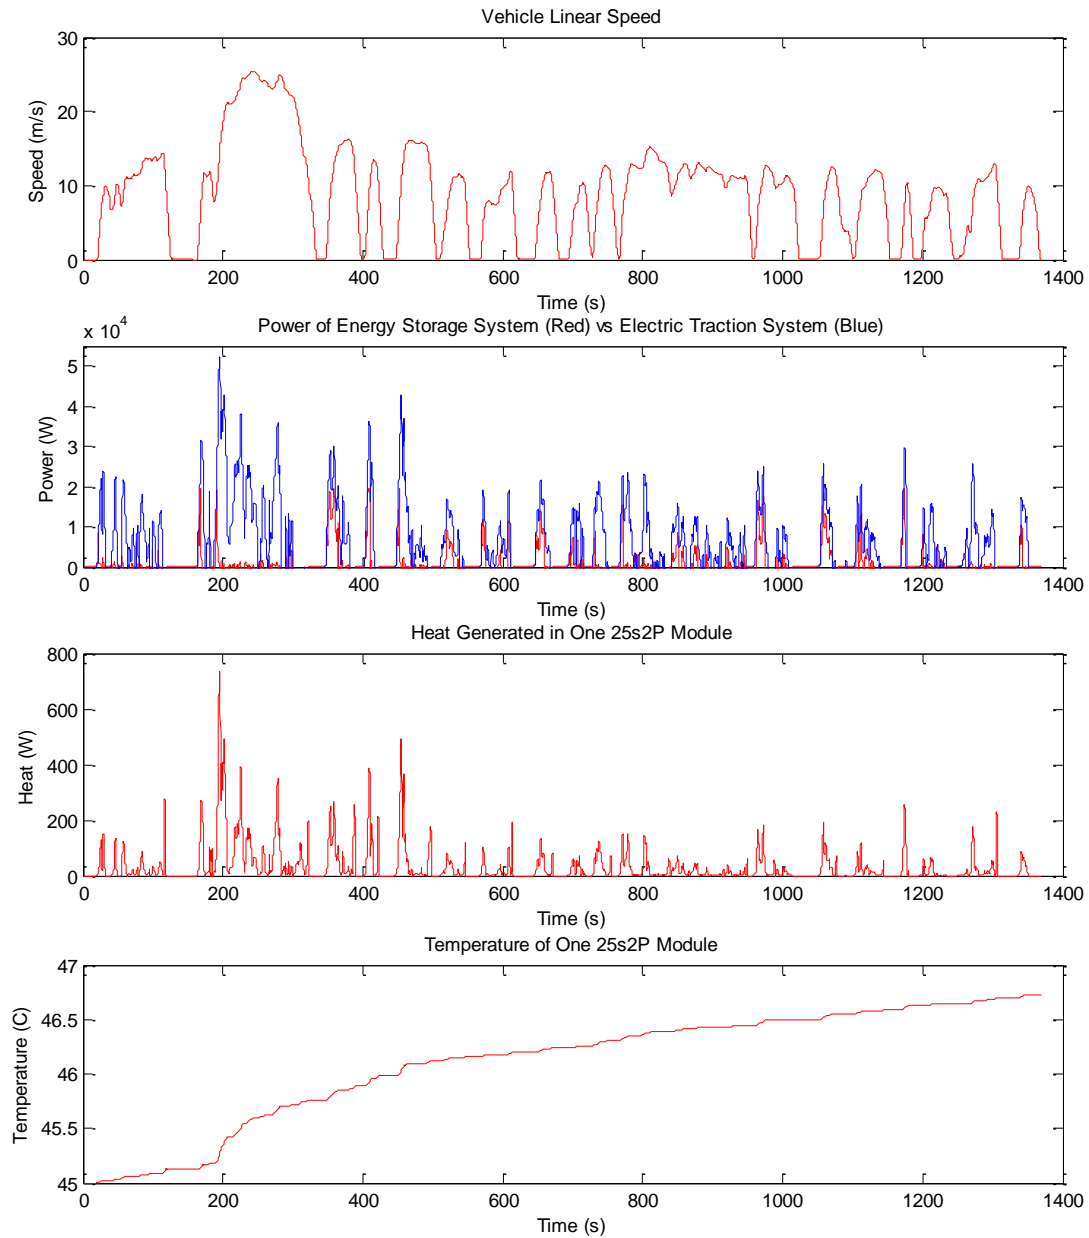 Vehicle Linear Speed
30
20
10
0
Speed (m/s)
0 200 400 600 800 1000 1200 1400
Time (s)
x 10^4
Power of Energy Storage System (Red) vs Electric Traction System (Blue)
5
4
3
2
1
0
Power (W)
0 200 400 600 800 1000 1200 1400
Time (s)
Heat Generated in One 25s2P Module
800
600
400
200
0
Heat (W)
0 200 400 600 800 1000 1200 1400
Time (s)
Temperature of One 25s2P Module
47
46.5
46
45.5
45
Temperature (C)
0 200 400 600 800 1000 1200 1400
Time (s)